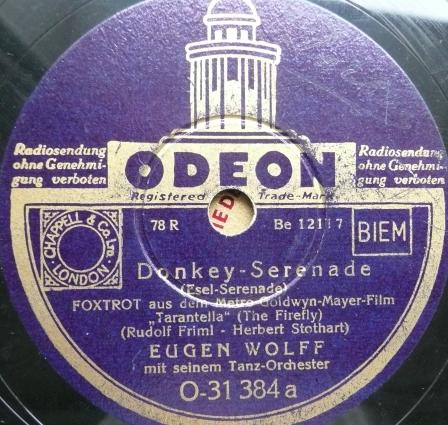 Radiosendung
ohne Genehmi-
gung verboten
ODEON
Radiosendung
ohne Genehmi-
gung verboten
Registered Trade-Mark
78 R
Be 12117
BIEM
CHAPPELL & Co. Ltd.
LONDON
Donkey-Serenade
(Esel-Serenade)
FOXTROT aus dem Metro Goldwyn-Mayer-Film
„Tarantella" (The Firefly)
(Rudolf Friml - Herbert Stothart)
EUGEN WOLFF
mit seinem Tanz-Orchester
O-31 384 a